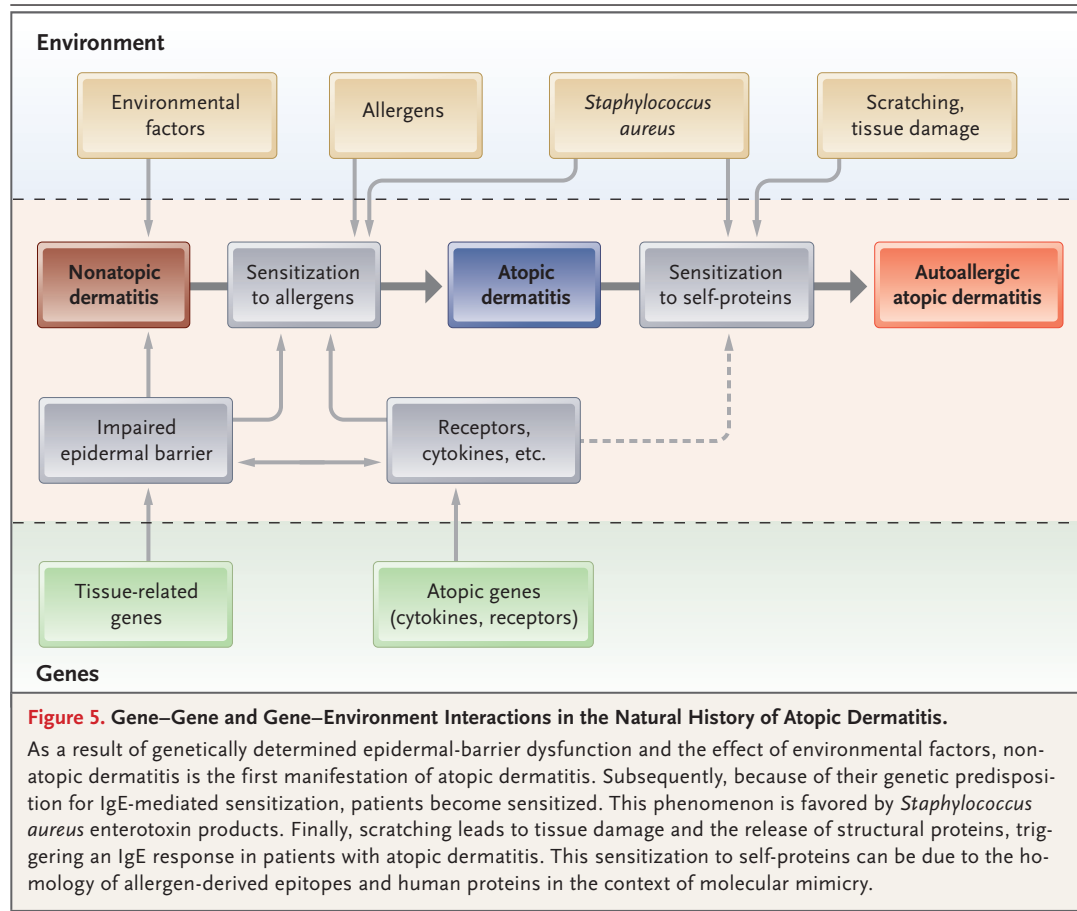 Environment
Environmental
factors
Allergens
Staphylococcus
aureus
Scratching,
tissue damage
Nonatopic
dermatitis
Sensitization
to allergens
Atopic
dermatitis
Sensitization
to self-proteins
Autoallergic
atopic dermatitis
Impaired
epidermal barrier
Receptors,
cytokines, etc.
Tissue-related
genes
Atopic genes
(cytokines, receptors)
Genes
Figure 5. Gene–Gene and Gene–Environment Interactions in the Natural History of Atopic Dermatitis.
As a result of genetically determined epidermal-barrier dysfunction and the effect of environmental factors, non-
atopic dermatitis is the first manifestation of atopic dermatitis. Subsequently, because of their genetic predisposi-
tion for IgE-mediated sensitization, patients become sensitized. This phenomenon is favored by Staphylococcus
aureus enterotoxin products. Finally, scratching leads to tissue damage and the release of structural proteins, trig-
gering an IgE response in patients with atopic dermatitis. This sensitization to self-proteins can be due to the ho-
mology of allergen-derived epitopes and human proteins in the context of molecular mimicry.